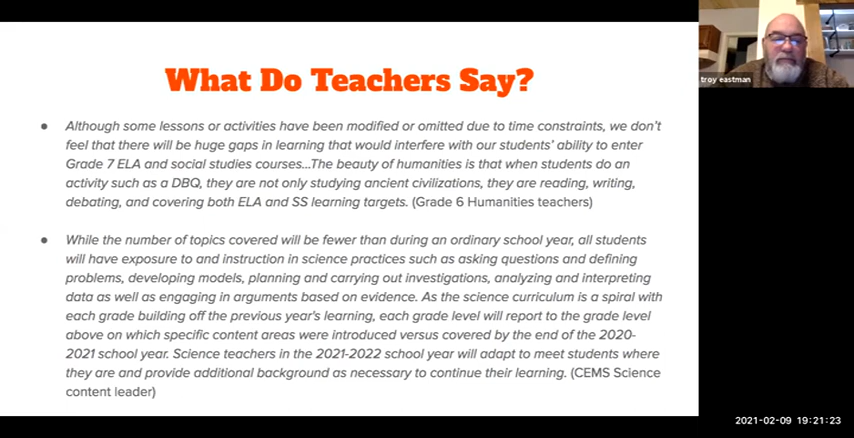 What Do Teachers Say?
● Although some lessons or activities have been modified or omitted due to time constraints, we don't
feel that there will be huge gaps in learning that would interfere with our students' ability to enter
Grade 7 ELA and social studies courses...The beauty of humanities is that when students do an
activity such as a DBQ, they are not only studying ancient civilizations, they are reading, writing,
debating, and covering both ELA and SS learning targets. (Grade 6 Humanities teachers)
● While the number of topics covered will be fewer than during an ordinary school year, all students
will have exposure to and instruction in science practices such as asking questions and defining
problems, developing models, planning and carrying out investigations, analyzing and interpreting
data as well as engaging in arguments based on evidence. As the science curriculum is a spiral with
each grade building off the previous year's learning, each grade level will report to the grade level
above on which specific content areas were introduced versus covered by the end of the 2020-
2021 school year. Science teachers in the 2021-2022 school year will adapt to meet students where
they are and provide additional background as necessary to continue their learning. (CEMS Science
content leader)
troy eastman
2021-02-09 19:21:23